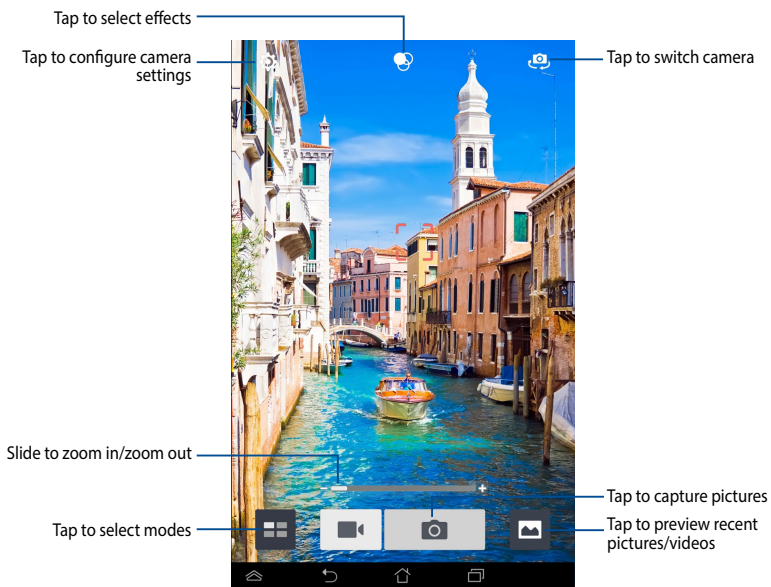 Tap to select effects
Tap to configure camera
settings
Tap to switch camera
Slide to zoom in/zoom out
Tap to capture pictures
Tap to select modes
Tap to preview recent
pictures/videos